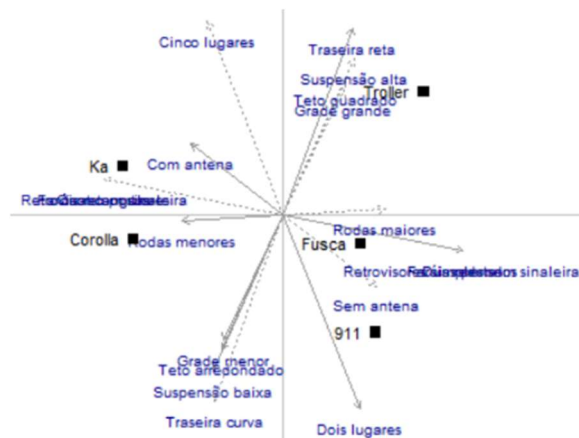 Cinco lugares
Traseira reta
Suspensão alta
Teto quadrado
Troller
Grade grande
Ka
Com antena
Corolla
Rodas menores
Rodas maiores
Fusca
sinaleira
Sem antena
911
Grade menor
Teto arredondado
Suspensão baixa
Traseira curva
Dois lugares